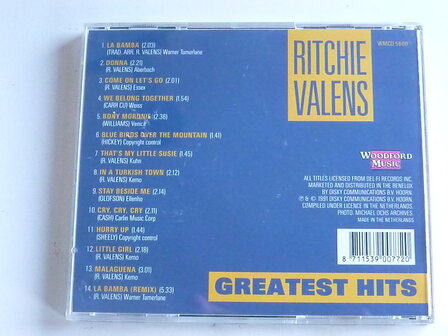 1. LA BAMBA (2.03)
(TRAD. ARR. R. VALENS) Warner Tamerlane
2. DONNA (2.21)
(R. VALENS) Aberbach
3. COME ON LET'S GO (2.01)
(R. VALENS) Essex
4. WE BELONG TOGETHER (1.54)
(CARR CU) Weiss
5. BONY MORONIE (2.36)
(WILLIAMS) Venice
6. BLUE BIRDS OVER THE MOUNTAIN (1.41)
(HICKEY) Copyright control
7. THAT'S MY LITTLE SUSIE (1.45)
(R. VALENS) Kuhn
8. IN A TURKISH TOWN (2.12)
(R. VALENS) Kemo
9. STAY BESIDE ME (2.14)
(OLDFSON) Ellenho
10. CRY, CRY, CRY (2.11)
(CASH) Carlin Music Corp
11. HURRY UP (1.44)
(SHEELY) Copyright control
12. LITTLE GIRL (2.18)
(R. VALENS) Kemo
13. MALAGUENA (3.01)
(R. VALENS) Kemo
14. LA BAMBA (REMIX) (5.33)
(R. VALENS) Warner Tamerlane
RITCHIE
VALENS
WMCD 5600
WOODFORD
MUSIC
ALL TITLES LICENSED FROM DEL-FI RECORDS INC.
MARKETED AND DISTRIBUTED IN THE BENELUX
BY DISKY COMMUNICATIONS B.V. HOORN
℗ & © 1991 DISKY COMMUNICATIONS B.V. HOORN
COMPILED UNDER LICENCE IN THE NETHERLANDS
PHOTO. MICHAEL OCHS ARCHIVES
MADE IN THE NETHERLANDS
8 711539 007720
GREATEST HITS